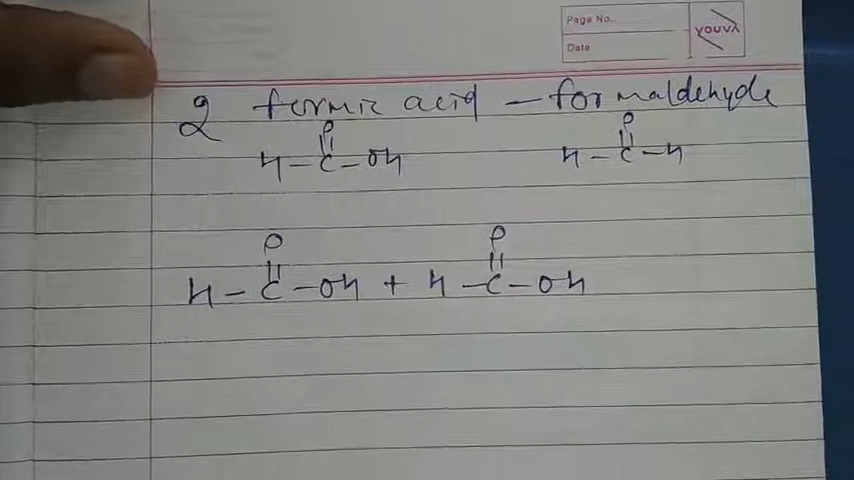 Page No..
Date
YOUVA
2 formic acid — formaldehyde
O O
H — C — OH H — C — H
O O
H — C — OH + H — C — OH